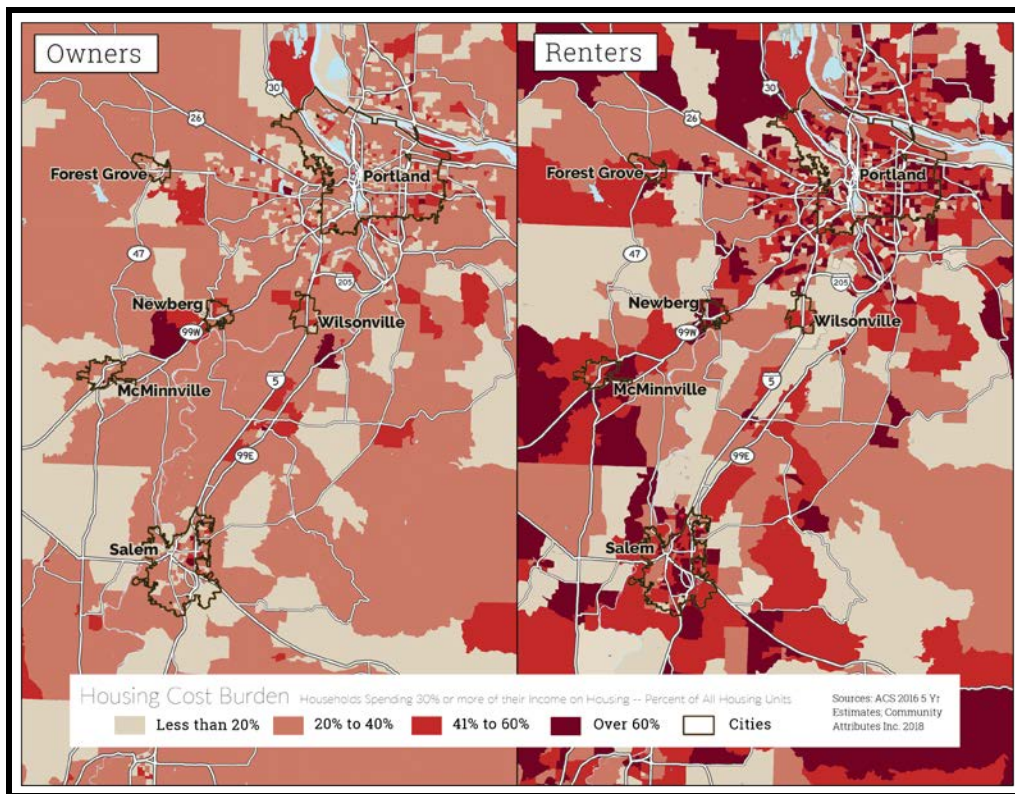 Owners
30
26
Forest Grove
Portland
47
205
Newberg
99W
Wilsonville
McMinnville
5
99E
Salem
Renters
30
26
Forest Grove
Portland
47
205
Newberg
99W
Wilsonville
McMinnville
5
99E
Salem
Housing Cost Burden Households Spending 30% or more of their Income on Housing -- Percent of All Housing Units
Less than 20% 20% to 40% 41% to 60% Over 60% Cities
Sources: ACS 2016 5 Yr
Estimates; Community
Attributes Inc. 2018